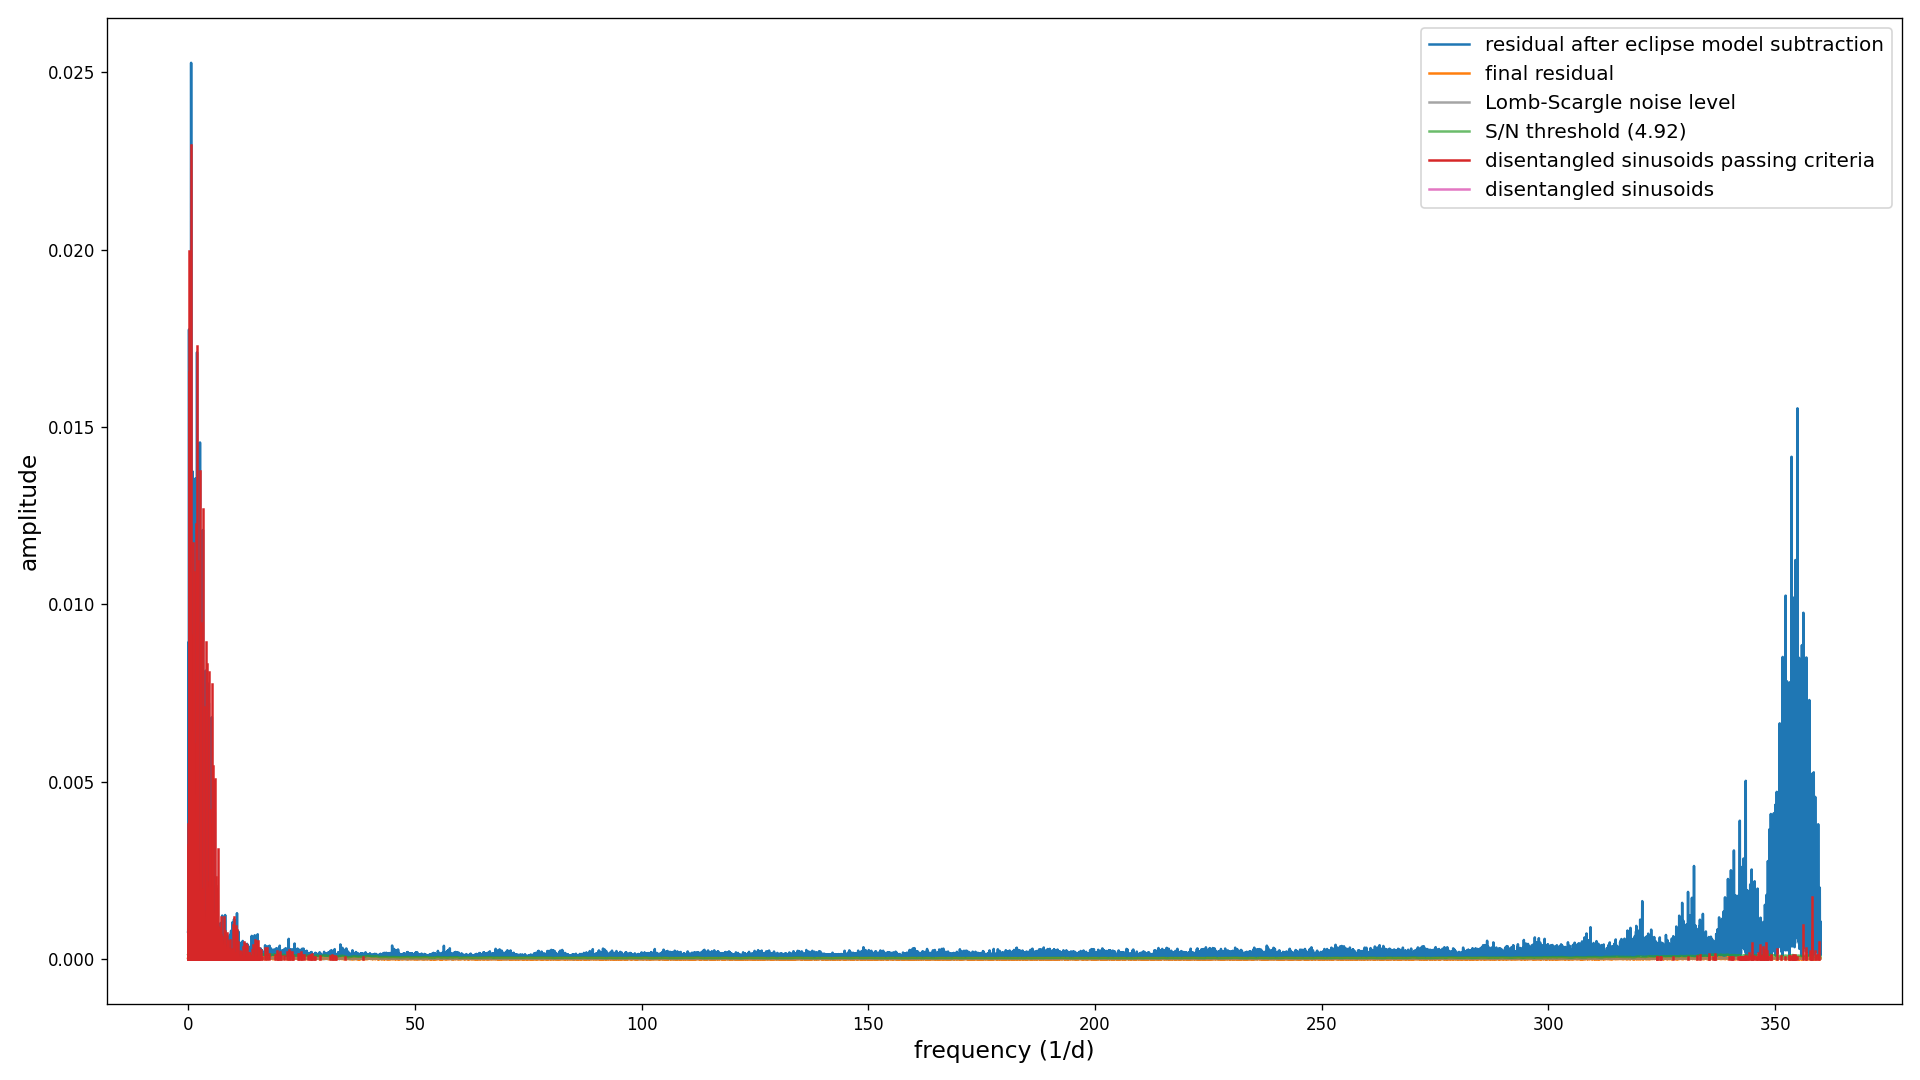 residual after eclipse model subtraction
final residual
Lomb-Scargle noise level
S/N threshold (4.92)
disentangled sinusoids passing criteria
disentangled sinusoids
0.025
0.020
0.015
0.010
0.005
0.000
amplitude
0 50 100 150 200 250 300 350
frequency (1/d)